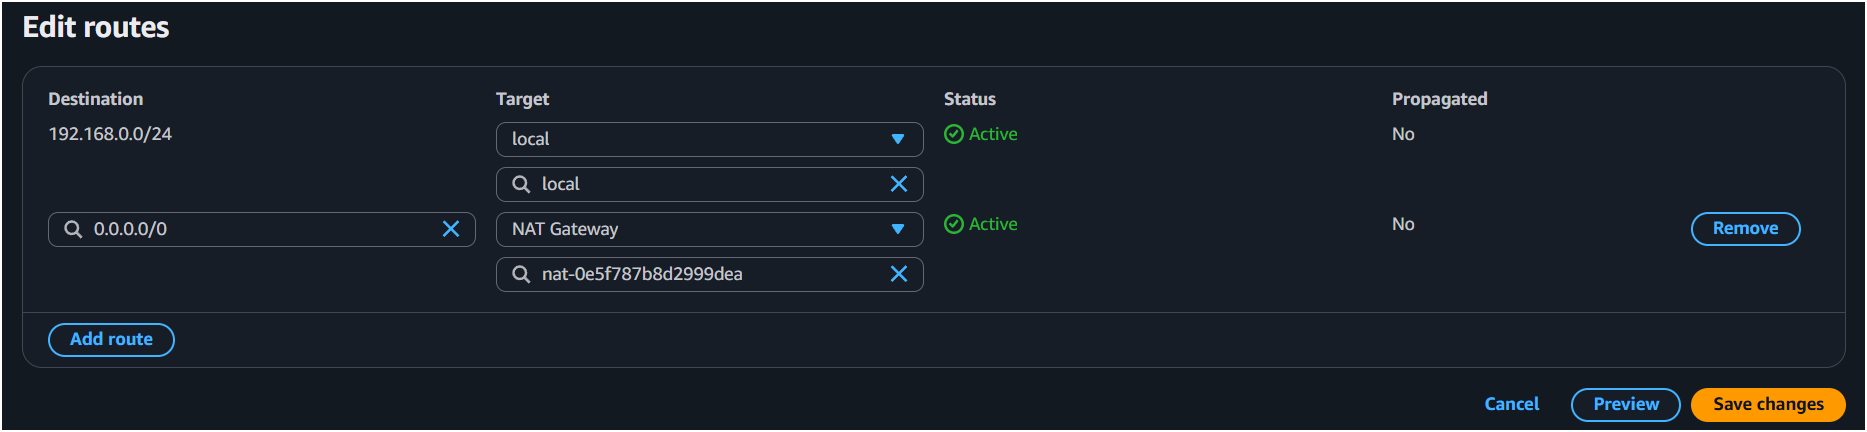 Edit routes
Destination Target Status Propagated
192.168.0.0/24 local Active No
local
0.0.0.0/0 NAT Gateway Active No Remove
nat-0e5f787b8d2999dea
Add route
Cancel Preview Save changes